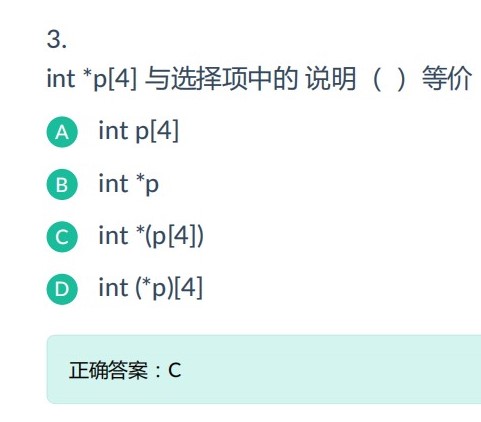 3.
int *p[4] 与选择项中的 说明（ ）等价
A int p[4]
B int *p
C int *(p[4])
D int (*p)[4]
正确答案：C